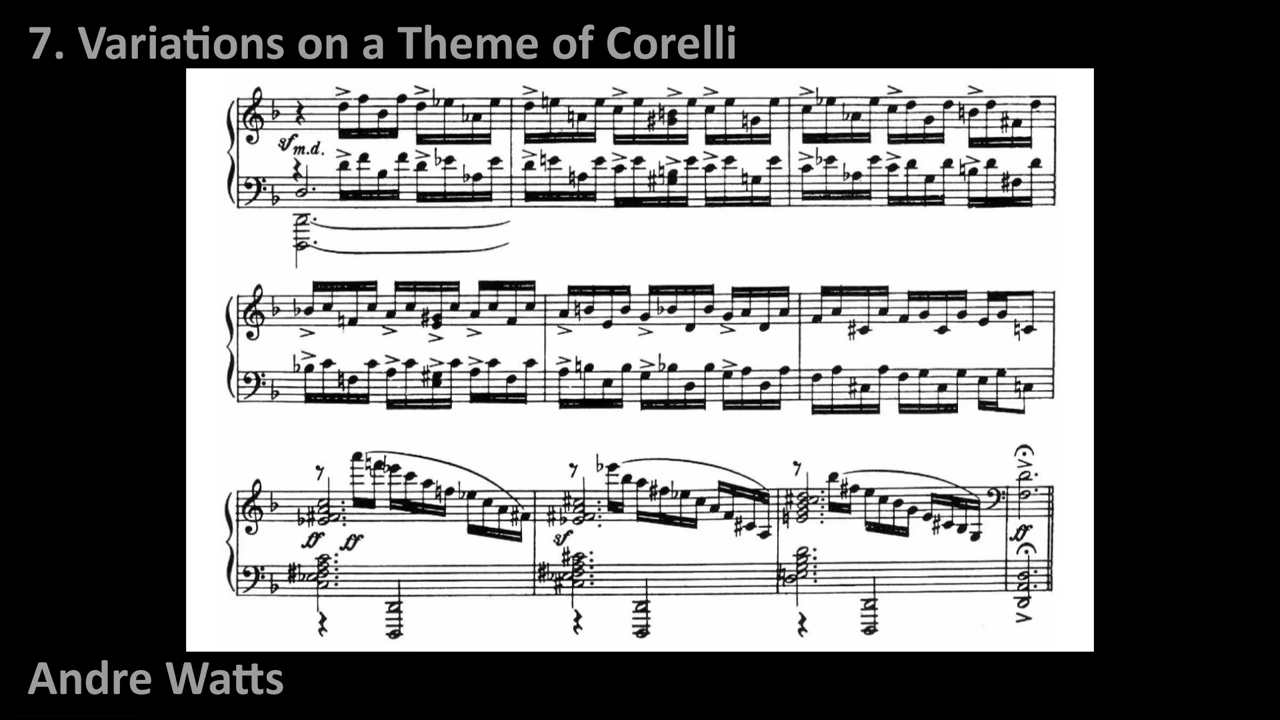 7. Variations on a Theme of Corelli
sf m.d.
ff ff sf ff
Andre Watts